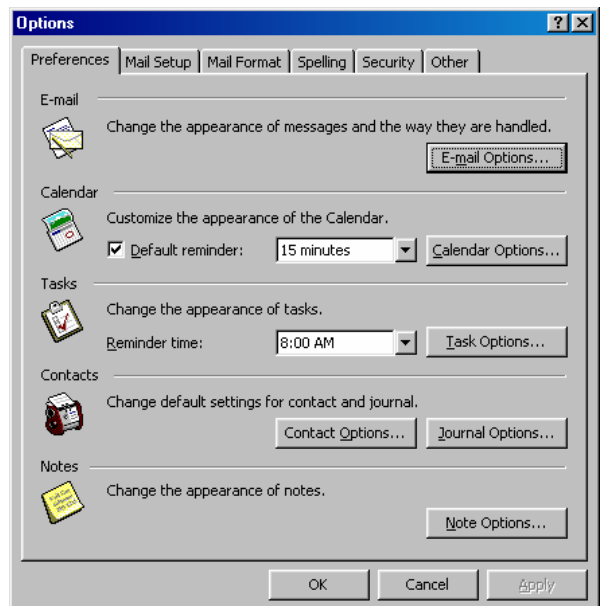 Options
Preferences Mail Setup Mail Format Spelling Security Other
E-mail
Change the appearance of messages and the way they are handled.
E-mail Options...
Calendar
Customize the appearance of the Calendar.
Default reminder: 15 minutes Calendar Options...
Tasks
Change the appearance of tasks.
Reminder time: 8:00 AM Task Options...
Contacts
Change default settings for contact and journal.
Contact Options... Journal Options...
Notes
Change the appearance of notes.
Note Options...
OK Cancel Apply